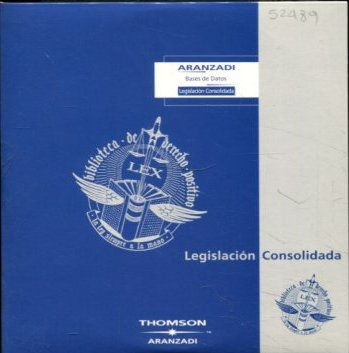 52489
ARANZADI
Bases de Datos
Legislación Consolidada
biblioteca · de · derecho · positivo
LEX
la ley siempre a la mano
Legislación Consolidada
LEX
THOMSON
ARANZADI